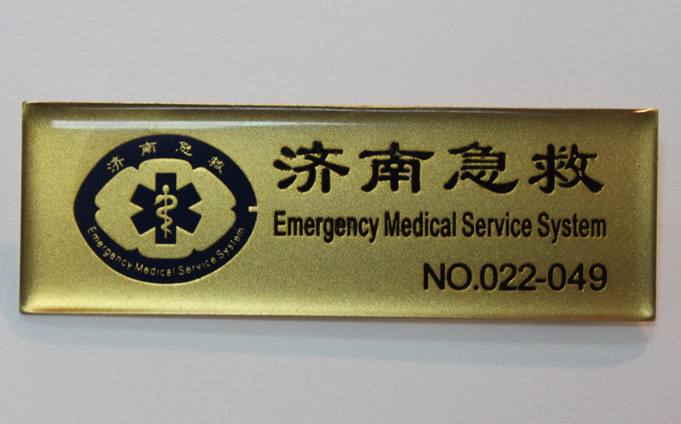 济南急救
Emergency Medical Service System
济南急救
Emergency Medical Service System
NO.022-049